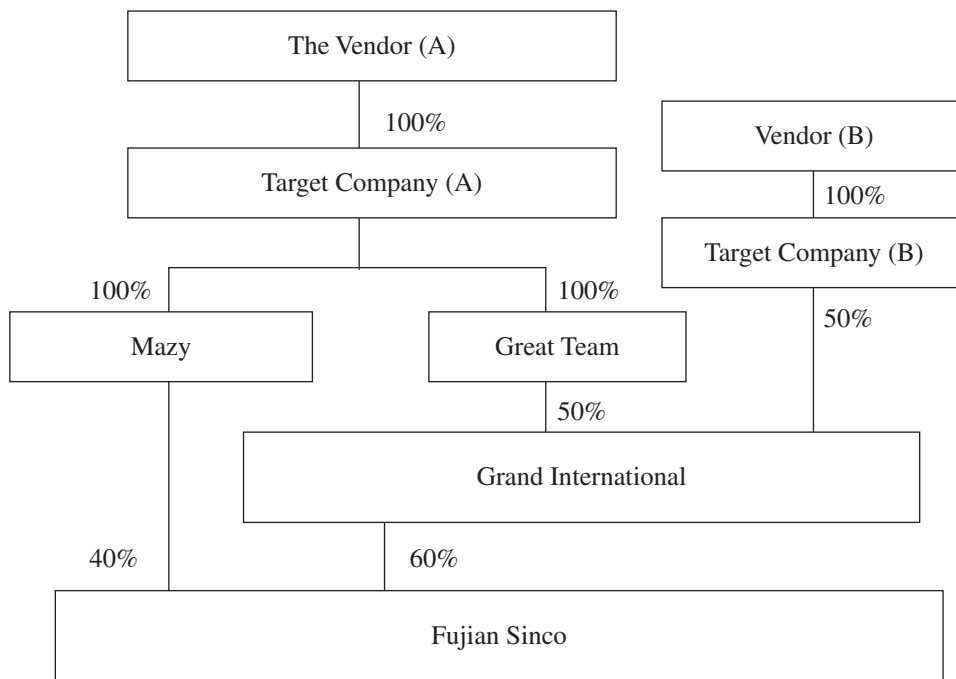 The Vendor (A)
100%
Vendor (B)
Target Company (A)
100%
Target Company (B)
100%
100%
50%
Mazy
Great Team
50%
Grand International
40%
60%
Fujian Sinco